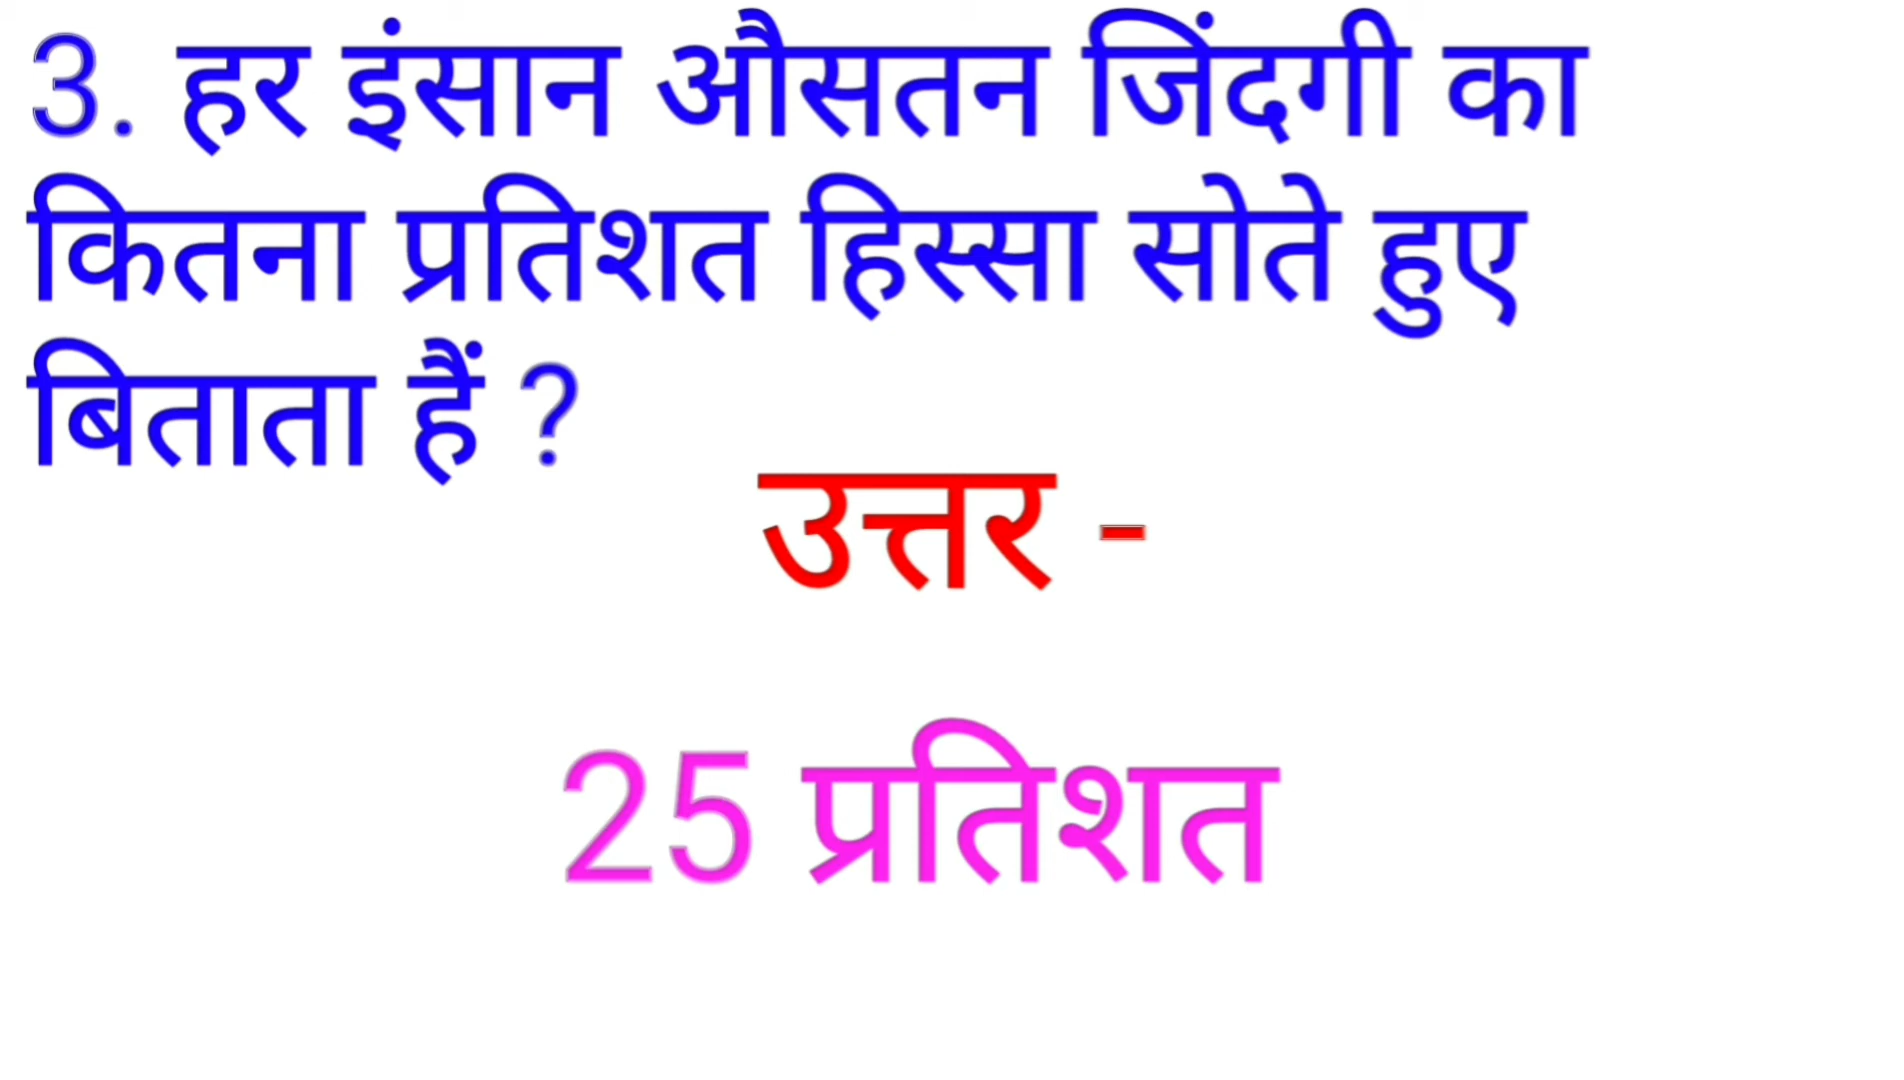 3. हर इंसान औसतन जिंदगी का
कितना प्रतिशत हिस्सा सोते हुए
बिताता हैं ?
उत्तर -
25 प्रतिशत